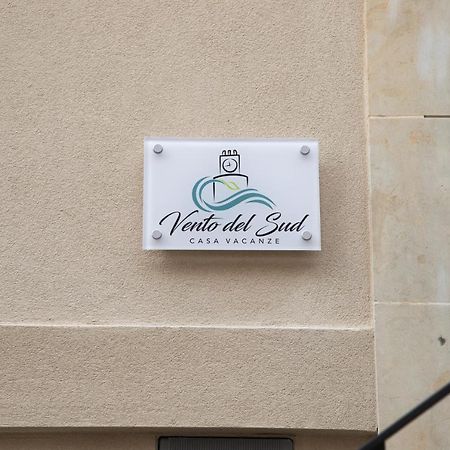 Vento del Sud
CASA VACANZE